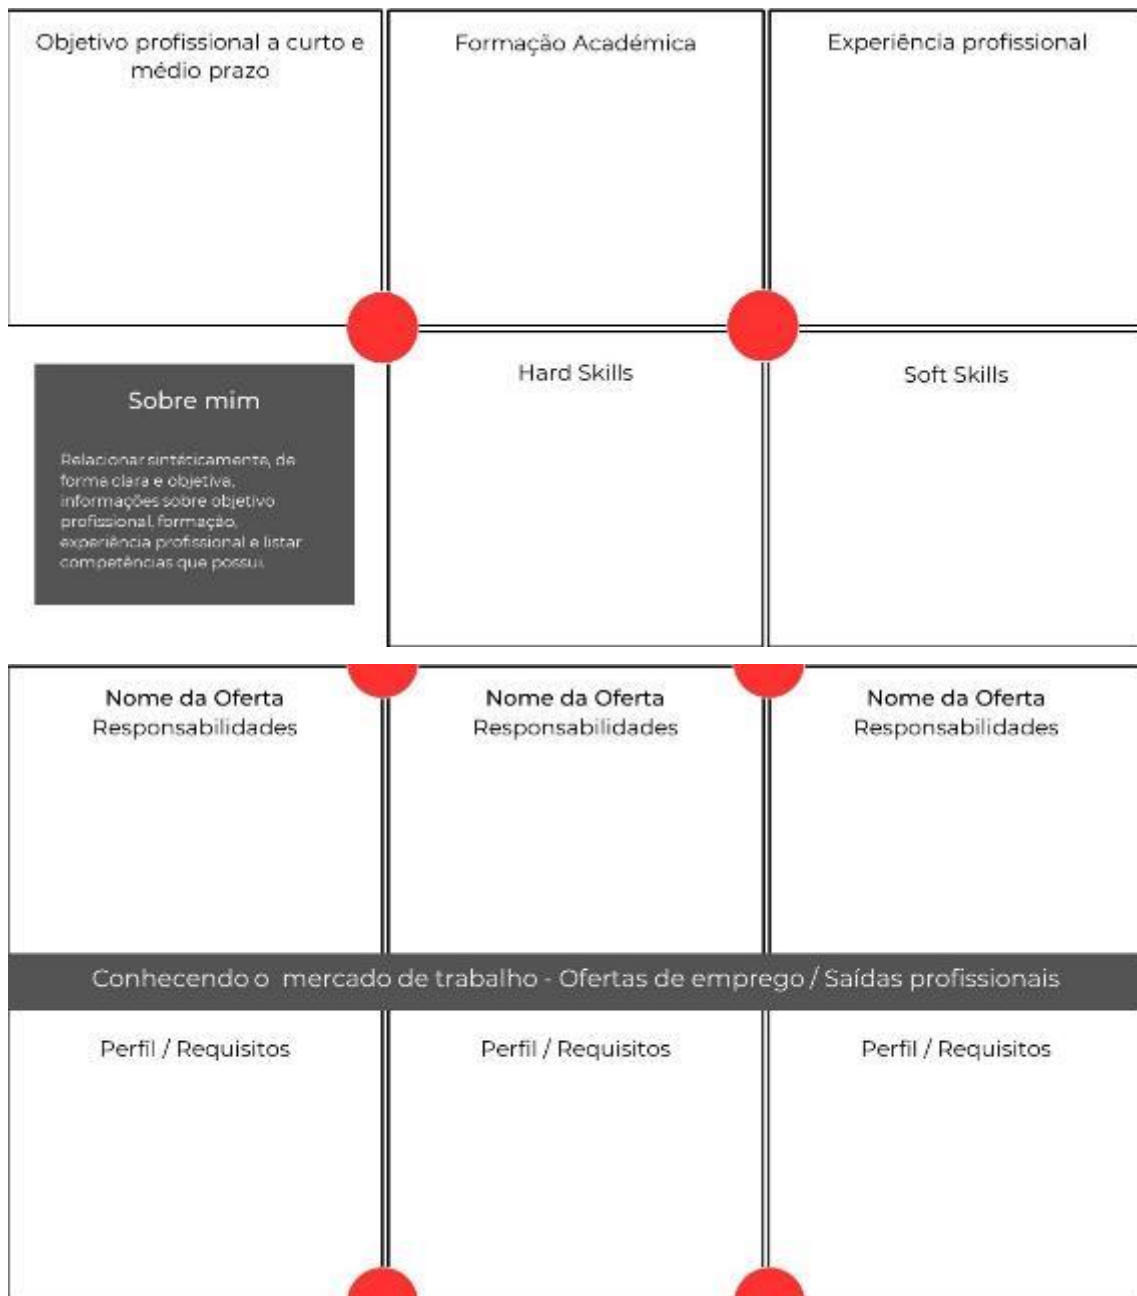 Objetivo profissional a curto e
médio prazo
Formação Académica
Experiência profissional
Sobre mim
Relacionar sintéticamente, de
forma clara e objetiva,
informações sobre objetivo
profissional, formação,
experiência profissional e listar
competências que possui.
Hard Skills
Soft Skills
Nome da Oferta
Responsabilidades
Nome da Oferta
Responsabilidades
Nome da Oferta
Responsabilidades
Conhecendo o mercado de trabalho - Ofertas de emprego / Saídas profissionais
Perfil / Requisitos
Perfil / Requisitos
Perfil / Requisitos